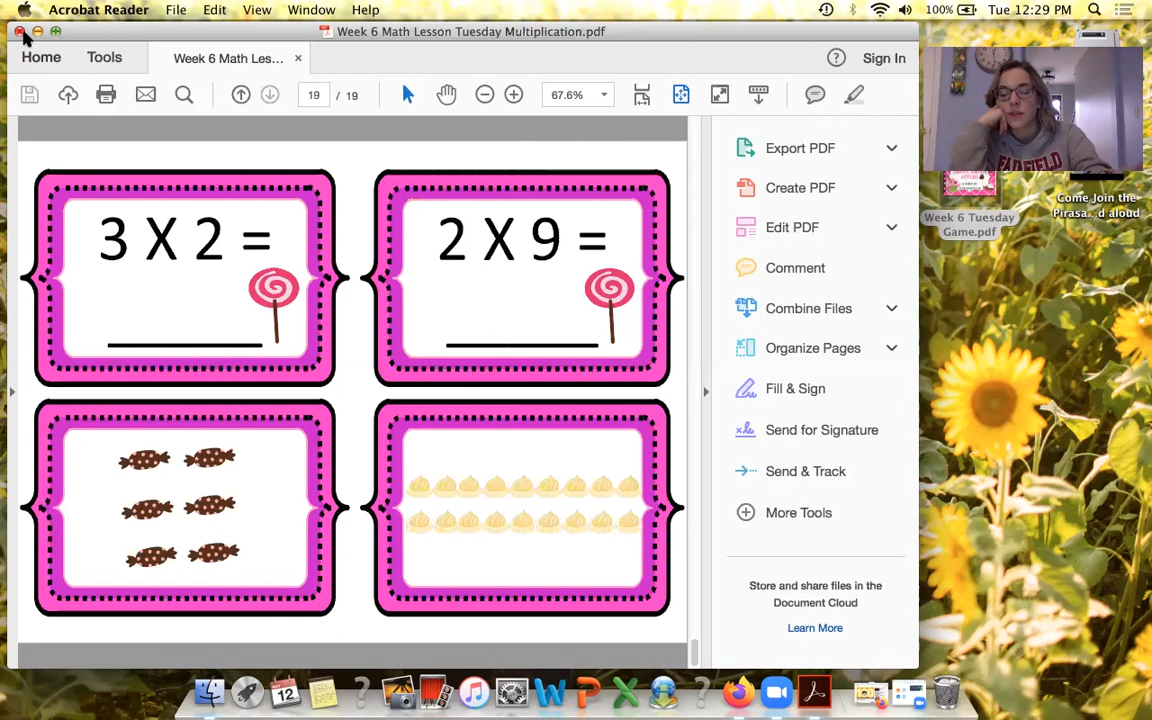 Acrobat Reader File Edit View Window Help 100% Tue 12:29 PM
Week 6 Math Lesson Tuesday Multiplication.pdf
Home Tools Week 6 Math Les... × Sign In
19 / 19 67.6%
3 X 2 =
2 X 9 =
Export PDF
Create PDF
Edit PDF
Comment
Combine Files
Organize Pages
Fill & Sign
Send for Signature
Send & Track
More Tools
Store and share files in the
Document Cloud
Learn More
FAIRFIELD
Week 6 Tuesday
Game.pdf
Come Join the
Pirasa...d aloud
12